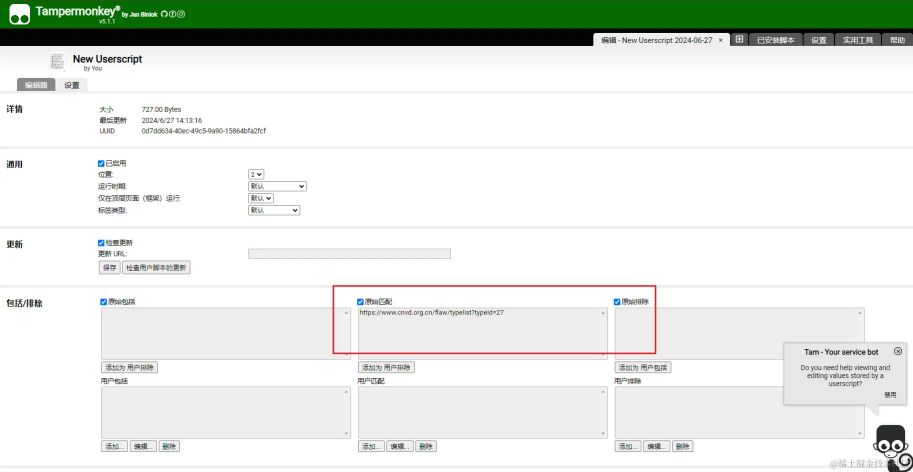 Tampermonkey® by Jan Biniok
v5.1.1
编辑 - New Userscript 2024-06-27 × 已安装脚本 设置 实用工具 帮助
New Userscript
by You
编辑器 设置
详情
大小 727.00 Bytes
最后更新 2024/6/27 14:13:16
UUID 0d7dd634-40ec-49c5-9a90-15864bfa2fcf
通用
已启用
位置: 2
运行时期: 默认
仅在顶层页面（框架）运行: 默认
标签类型: 默认
更新
检查更新
更新 URL:
保存 检查用户脚本的更新
包括/排除
原始包括 原始匹配 原始排除
https://www.cnvd.org.cn/flaw/typelist?typeId=27
添加为 用户排除 添加为 用户排除 添加为 用户包括
用户包括 用户匹配 用户排除
添加... 编辑... 删除 添加... 编辑... 删除 添加... 编辑... 删除
Tam - Your service bot
Do you need help viewing and
editing values stored by a
userscript?
禁用
@稀土掘金技术